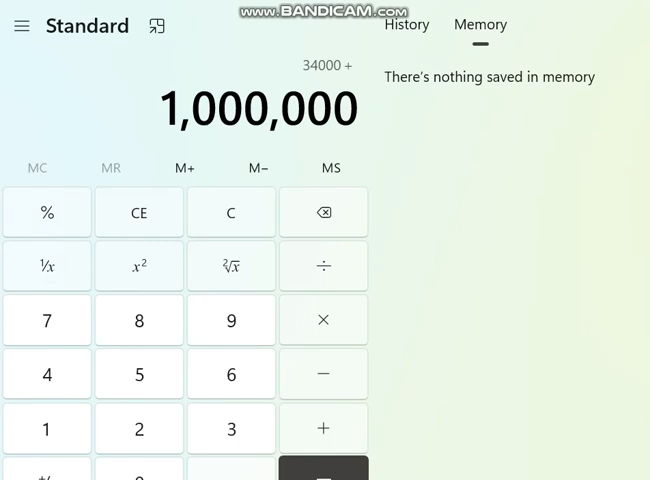 www.BANDICAM.com
Standard
History
Memory
34000 +
1,000,000
There's nothing saved in memory
MC
MR
M+
M−
MS
%
CE
C
⌫
¹⁄x
x²
²√x
÷
7
8
9
×
4
5
6
−
1
2
3
+